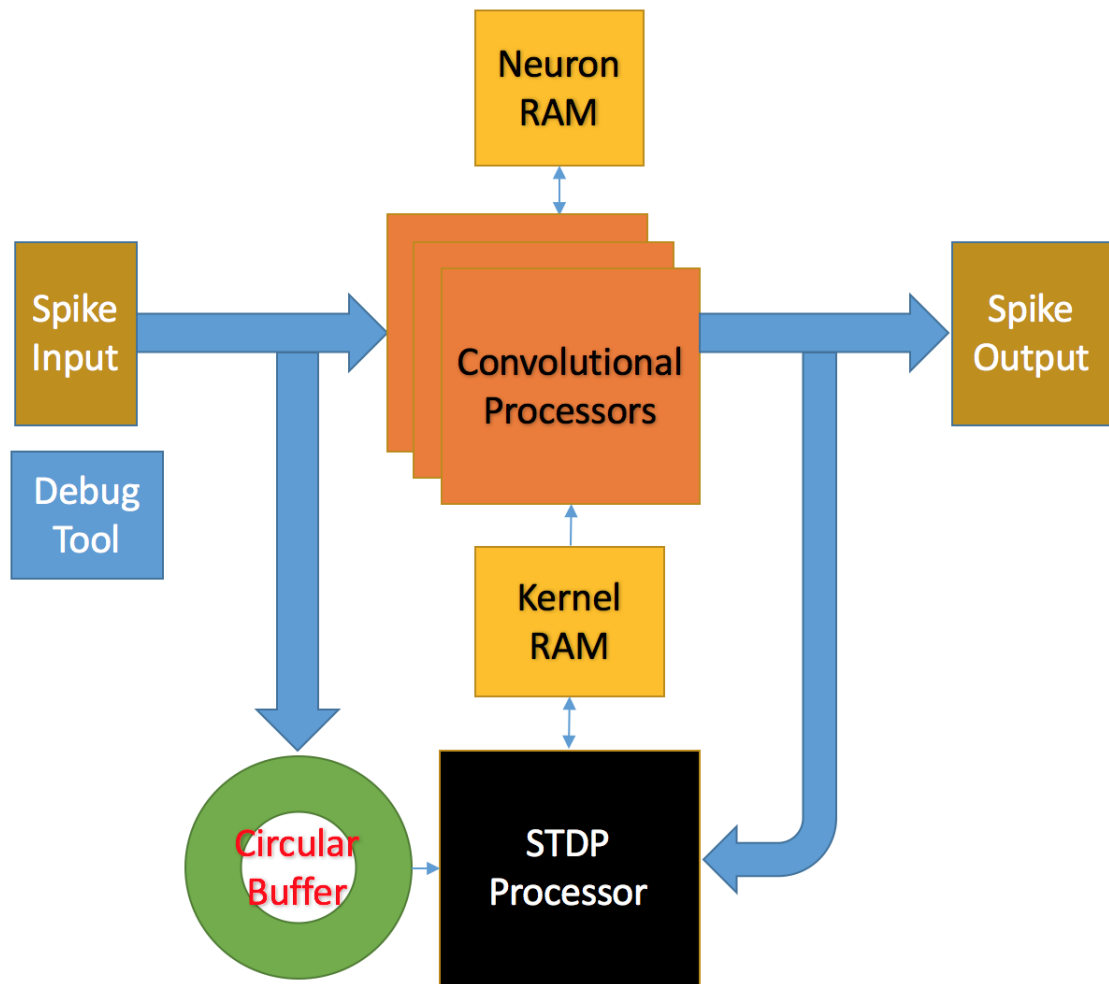 Neuron
RAM
Spike
Input
Convolutional
Processors
Spike
Output
Debug
Tool
Kernel
RAM
Circular
Buffer
STDP
Processor